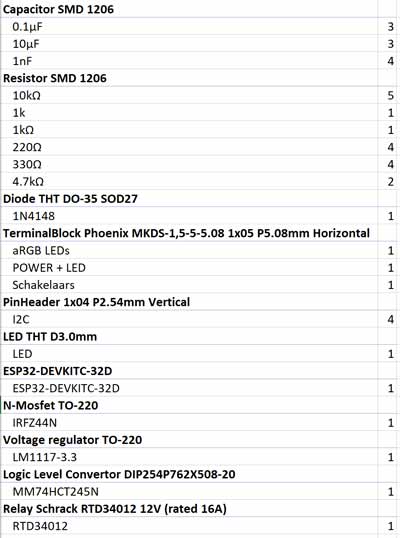 Capacitor SMD 1206
0.1µF 3
10µF 3
1nF 4
Resistor SMD 1206
10kΩ 5
1k 1
1kΩ 1
220Ω 4
330Ω 4
4.7kΩ 2
Diode THT DO-35 SOD27
1N4148 1
TerminalBlock Phoenix MKDS-1,5-5-5.08 1x05 P5.08mm Horizontal
aRGB LEDs 1
POWER + LED 1
Schakelaars 1
PinHeader 1x04 P2.54mm Vertical
I2C 4
LED THT D3.0mm
LED 1
ESP32-DEVKITC-32D
ESP32-DEVKITC-32D 1
N-Mosfet TO-220
IRFZ44N 1
Voltage regulator TO-220
LM1117-3.3 1
Logic Level Convertor DIP254P762X508-20
MM74HCT245N 1
Relay Schrack RTD34012 12V (rated 16A)
RTD34012 1